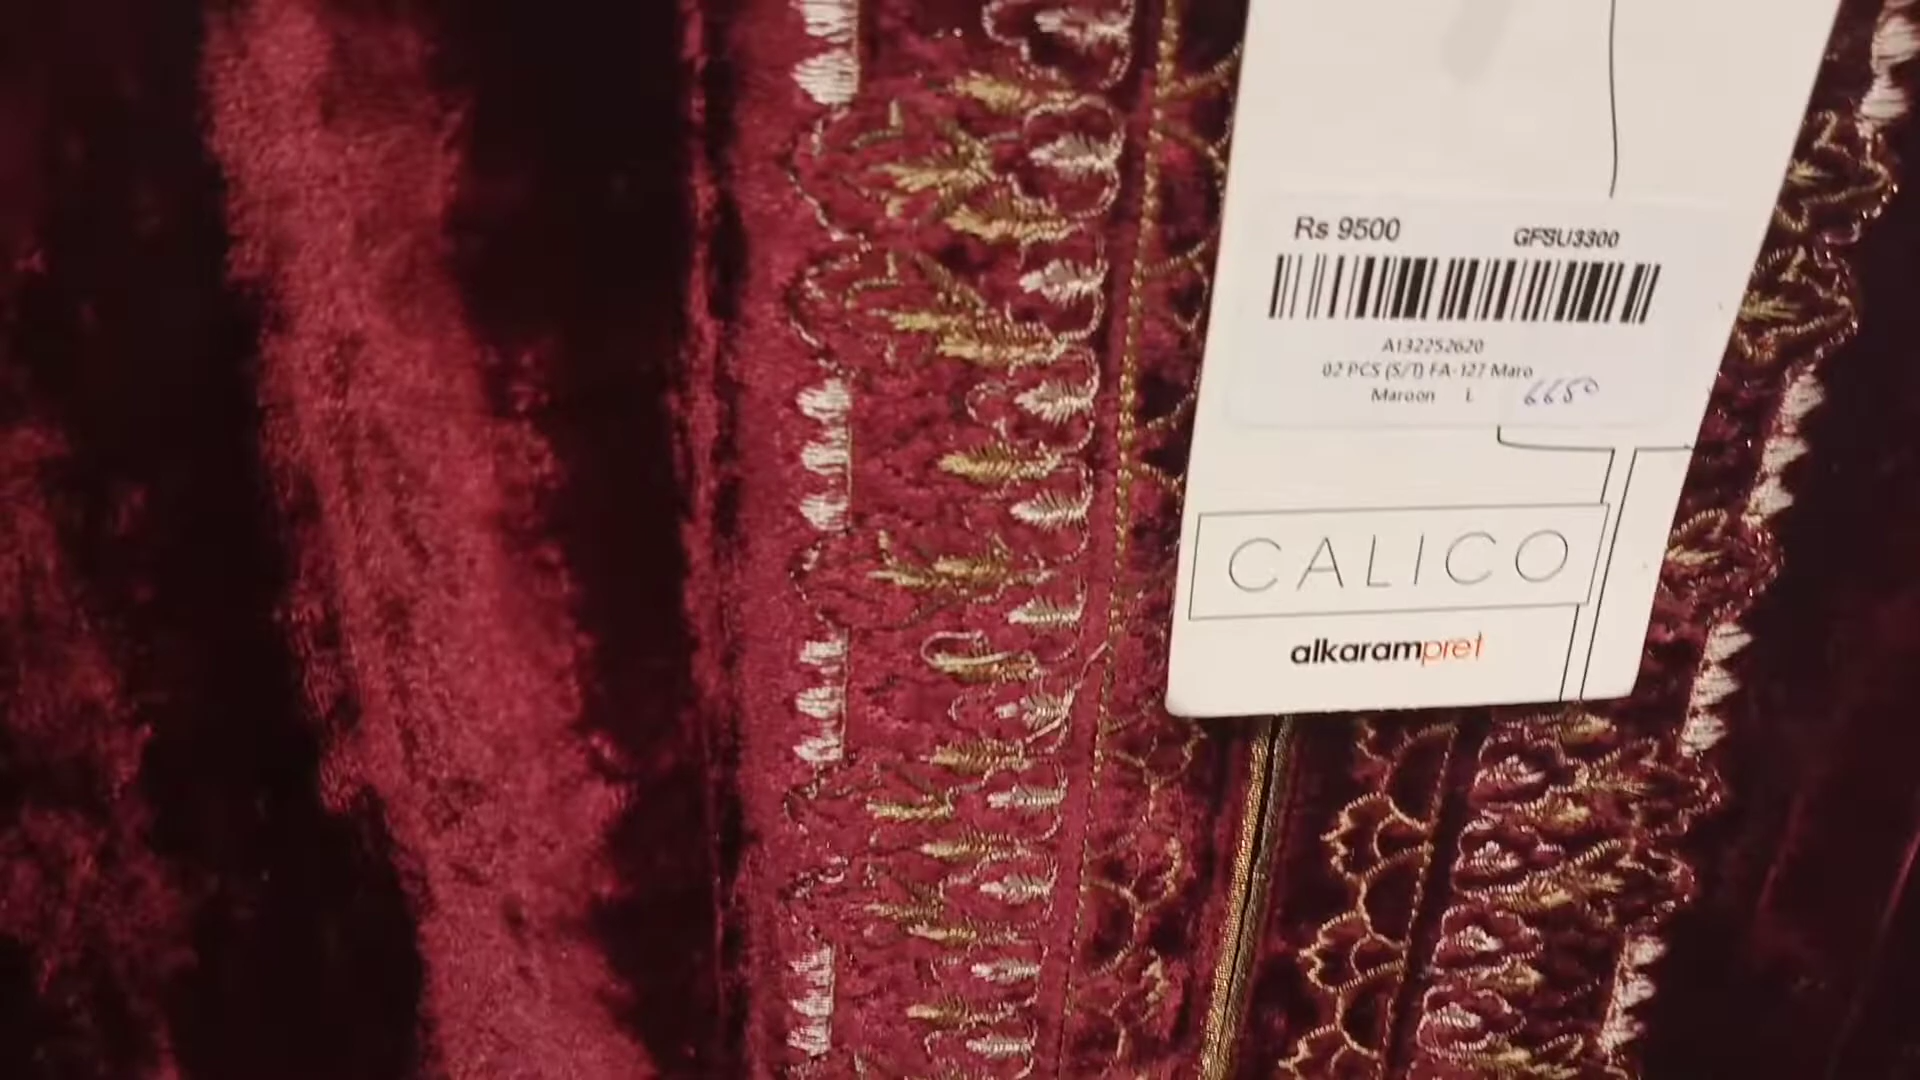 Rs 9500 GFSU3300
A132252620
02 PCS (S/T) FA-127 Maro
Maroon L 6650
CALICO
alkarampret